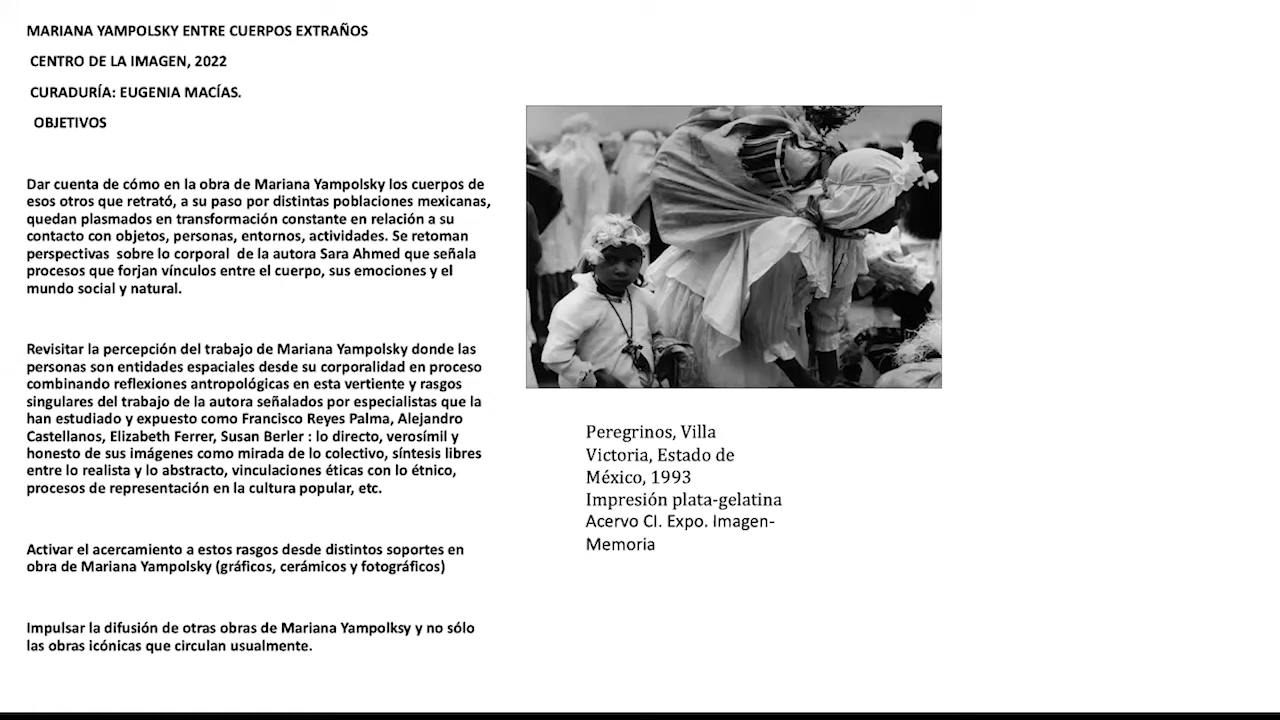 MARIANA YAMPOLSKY ENTRE CUERPOS EXTRAÑOS
CENTRO DE LA IMAGEN, 2022
CURADURÍA: EUGENIA MACÍAS.
OBJETIVOS
Dar cuenta de cómo en la obra de Mariana Yampolsky los cuerpos de
esos otros que retrató, a su paso por distintas poblaciones mexicanas,
quedan plasmados en transformación constante en relación a su
contacto con objetos, personas, entornos, actividades. Se retoman
perspectivas sobre lo corporal de la autora Sara Ahmed que señala
procesos que forjan vínculos entre el cuerpo, sus emociones y el
mundo social y natural.
Revisitar la percepción del trabajo de Mariana Yampolsky donde las
personas son entidades espaciales desde su corporalidad en proceso
combinando reflexiones antropológicas en esta vertiente y rasgos
singulares del trabajo de la autora señalados por especialistas que la
han estudiado y expuesto como Francisco Reyes Palma, Alejandro
Castellanos, Elizabeth Ferrer, Susan Berler : lo directo, verosímil y
honesto de sus imágenes como mirada de lo colectivo, síntesis libres
entre lo realista y lo abstracto, vinculaciones éticas con lo étnico,
procesos de representación en la cultura popular, etc.
Activar el acercamiento a estos rasgos desde distintos soportes en
obra de Mariana Yampolsky (gráficos, cerámicos y fotográficos)
Impulsar la difusión de otras obras de Mariana Yampolksy y no sólo
las obras icónicas que circulan usualmente.
Peregrinos, Villa
Victoria, Estado de
México, 1993
Impresión plata-gelatina
Acervo CI. Expo. Imagen-
Memoria